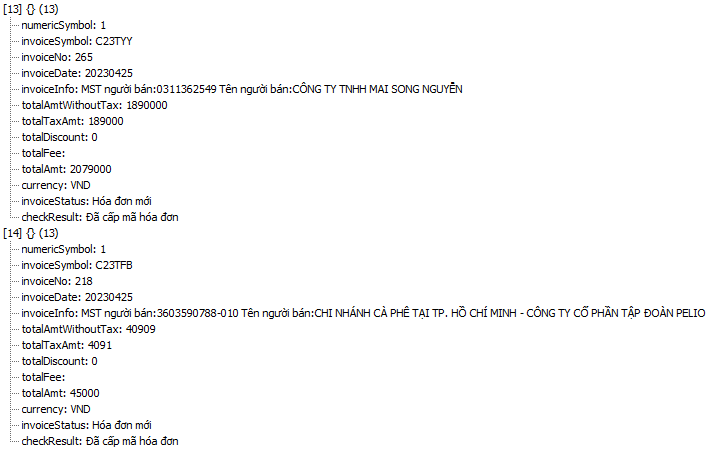 [13] {} (13)
numericSymbol: 1
invoiceSymbol: C23TYY
invoiceNo: 265
invoiceDate: 20230425
invoiceInfo: MST người bán:0311362549 Tên người bán:CÔNG TY TNHH MAI SONG NGUYỄN
totalAmtWithoutTax: 1890000
totalTaxAmt: 189000
totalDiscount: 0
totalFee:
totalAmt: 2079000
currency: VND
invoiceStatus: Hóa đơn mới
checkResult: Đã cấp mã hóa đơn
[14] {} (13)
numericSymbol: 1
invoiceSymbol: C23TFB
invoiceNo: 218
invoiceDate: 20230425
invoiceInfo: MST người bán:3603590788-010 Tên người bán:CHI NHÁNH CÀ PHÊ TẠI TP. HỒ CHÍ MINH - CÔNG TY CỔ PHẦN TẬP ĐOÀN PELIO
totalAmtWithoutTax: 40909
totalTaxAmt: 4091
totalDiscount: 0
totalFee:
totalAmt: 45000
currency: VND
invoiceStatus: Hóa đơn mới
checkResult: Đã cấp mã hóa đơn